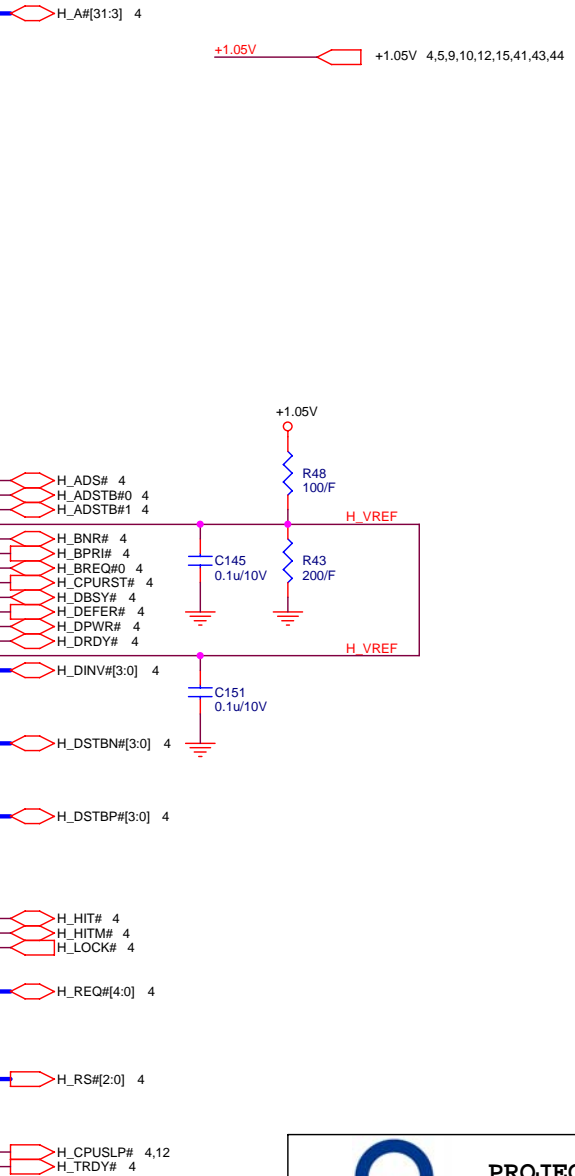 H_A#[31:3] 4
+1.05V
+1.05V 4,5,9,10,12,15,41,43,44
+1.05V
R48
100/F
H_ADS# 4
H_ADSTB#0 4
H_ADSTB#1 4
H_VREF
H_BNR# 4
H_BPRI# 4
H_BREQ#0 4
H_CPURST# 4
H_DBSY# 4
H_DEFER# 4
H_DPWR# 4
H_DRDY# 4
C145
0.1u/10V
R43
200/F
H_VREF
H_DINV#[3:0] 4
C151
0.1u/10V
H_DSTBN#[3:0] 4
H_DSTBP#[3:0] 4
H_HIT# 4
H_HITM# 4
H_LOCK# 4
H_REQ#[4:0] 4
H_RS#[2:0] 4
H_CPUSLP# 4,12
H_TRDY# 4
PROJEC